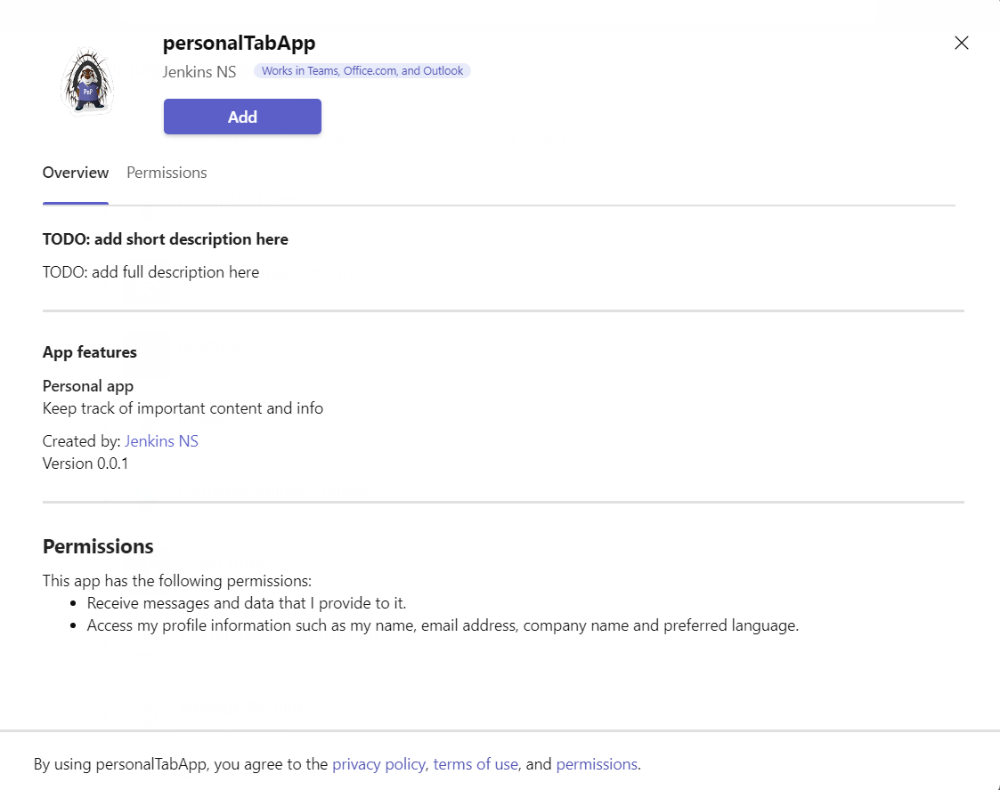 personalTabApp
Jenkins NS
Works in Teams, Office.com, and Outlook
PnP
Add
Overview
Permissions
TODO: add short description here
TODO: add full description here
App features
Personal app
Keep track of important content and info
Created by: Jenkins NS
Version 0.0.1
Permissions
This app has the following permissions:
Receive messages and data that I provide to it.
Access my profile information such as my name, email address, company name and preferred language.
By using personalTabApp, you agree to the privacy policy, terms of use, and permissions.